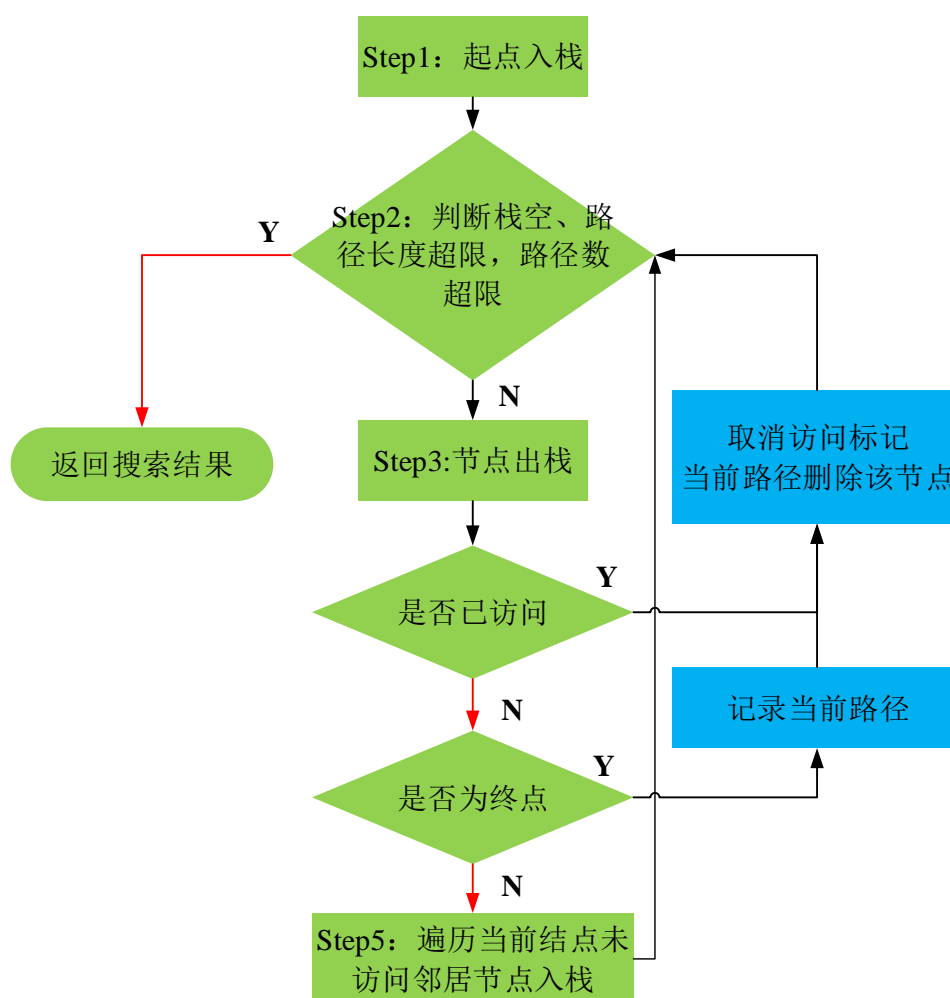 Step1：起点入栈
Step2：判断栈空、路
径长度超限，路径数
超限
Y
N
返回搜索结果
Step3:节点出栈
取消访问标记
当前路径删除该节点
是否已访问
Y
N
记录当前路径
是否为终点
Y
N
Step5：遍历当前结点未
访问邻居节点入栈